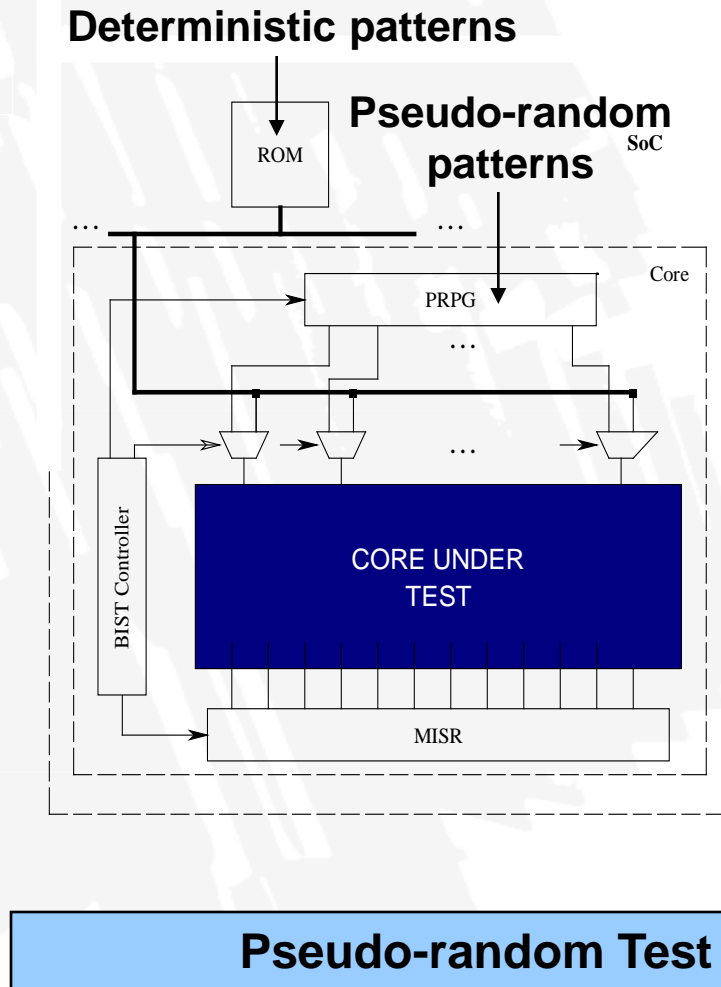 Deterministic patterns
Pseudo-random
patterns
SoC
ROM
...
...
Core
PRPG
...
...
BIST Controller
CORE UNDER
TEST
MISR
Pseudo-random Test